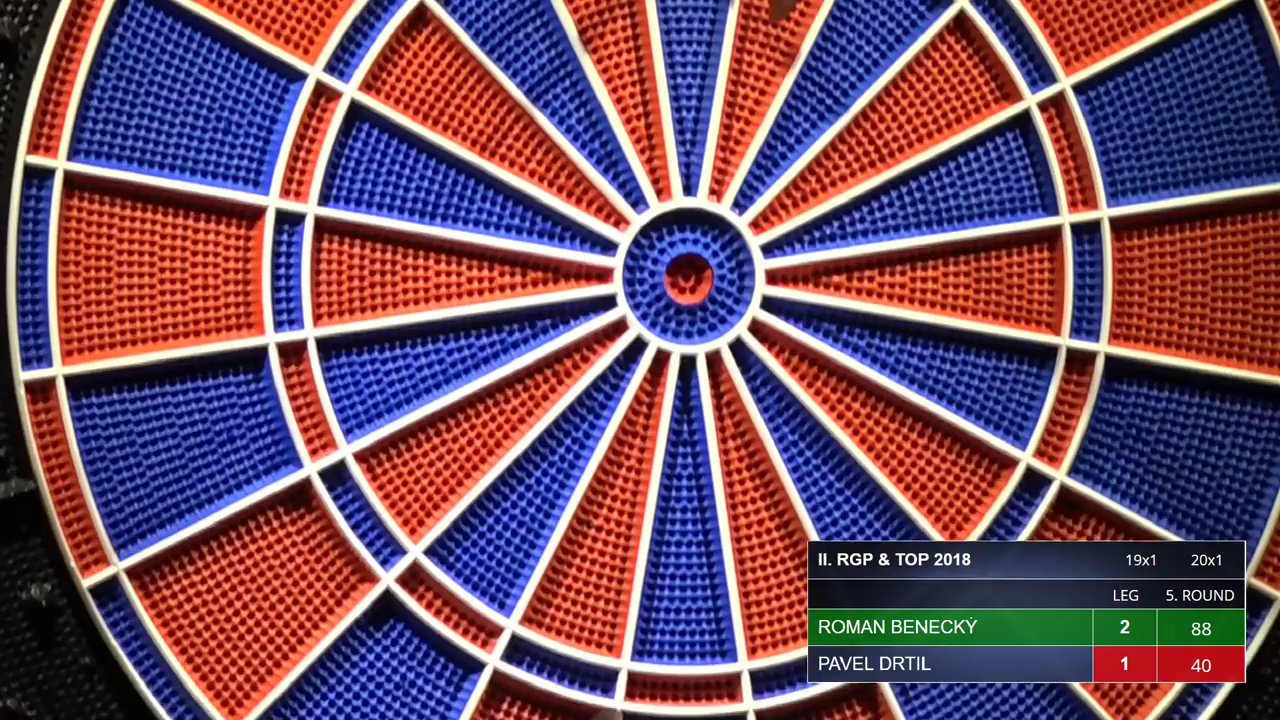 II. RGP & TOP 2018 19x1 20x1
LEG 5. ROUND
ROMAN BENECKÝ 2 88
PAVEL DRTIL 1 40